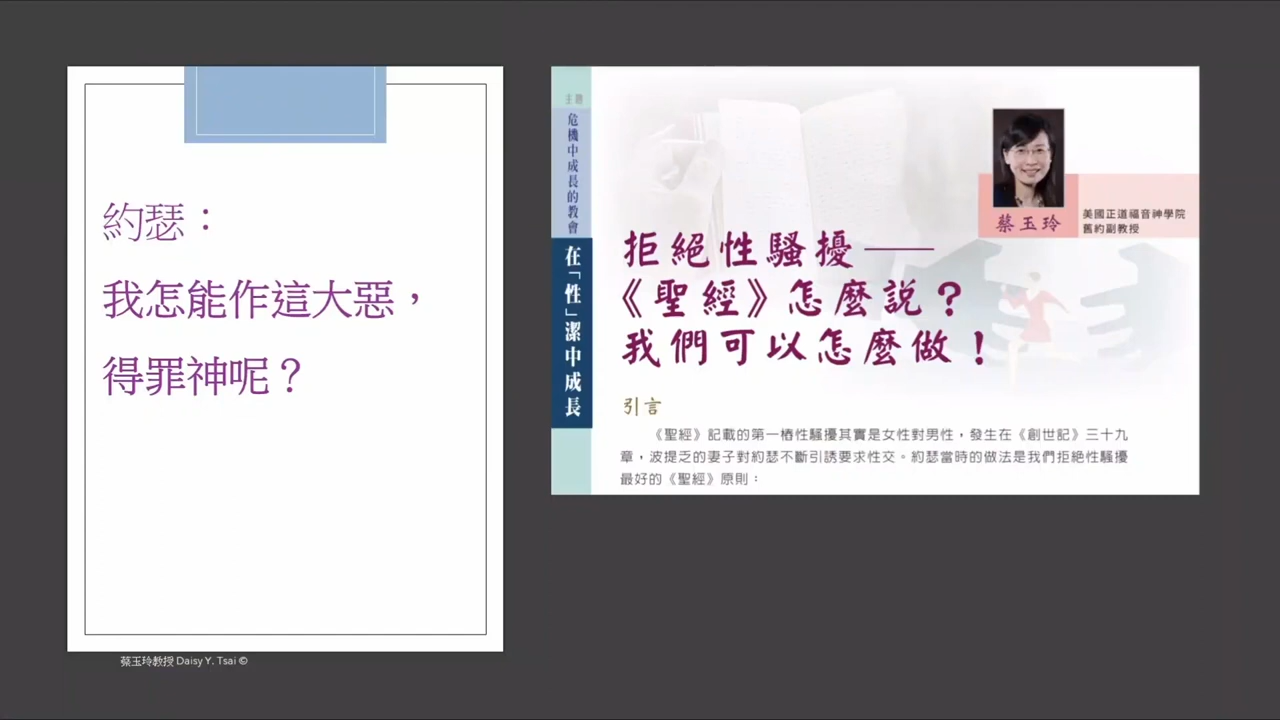 約瑟：
我怎能作這大惡，
得罪神呢？
蔡玉玲教授 Daisy Y. Tsai ©
主題
危機中成長的教會
在「性」潔中成長
蔡玉玲
美國正道福音神學院
舊約副教授
拒絕性騷擾——
《聖經》怎麼說？
我們可以怎麼做！
引言
《聖經》記載的第一樁性騷擾其實是女性對男性，發生在《創世記》三十九
章，波提乏的妻子對約瑟不斷引誘要求性交。約瑟當時的做法是我們拒絕性騷擾
最好的《聖經》原則：